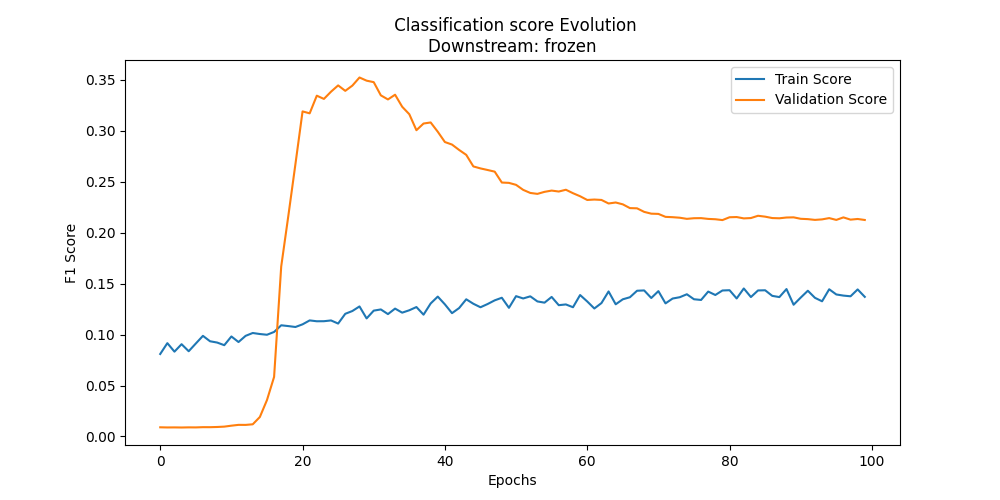 Classification score Evolution
Downstream: frozen
Train Score
Validation Score
F1 Score
0.35
0.30
0.25
0.20
0.15
0.10
0.05
0.00
0 20 40 60 80 100
Epochs